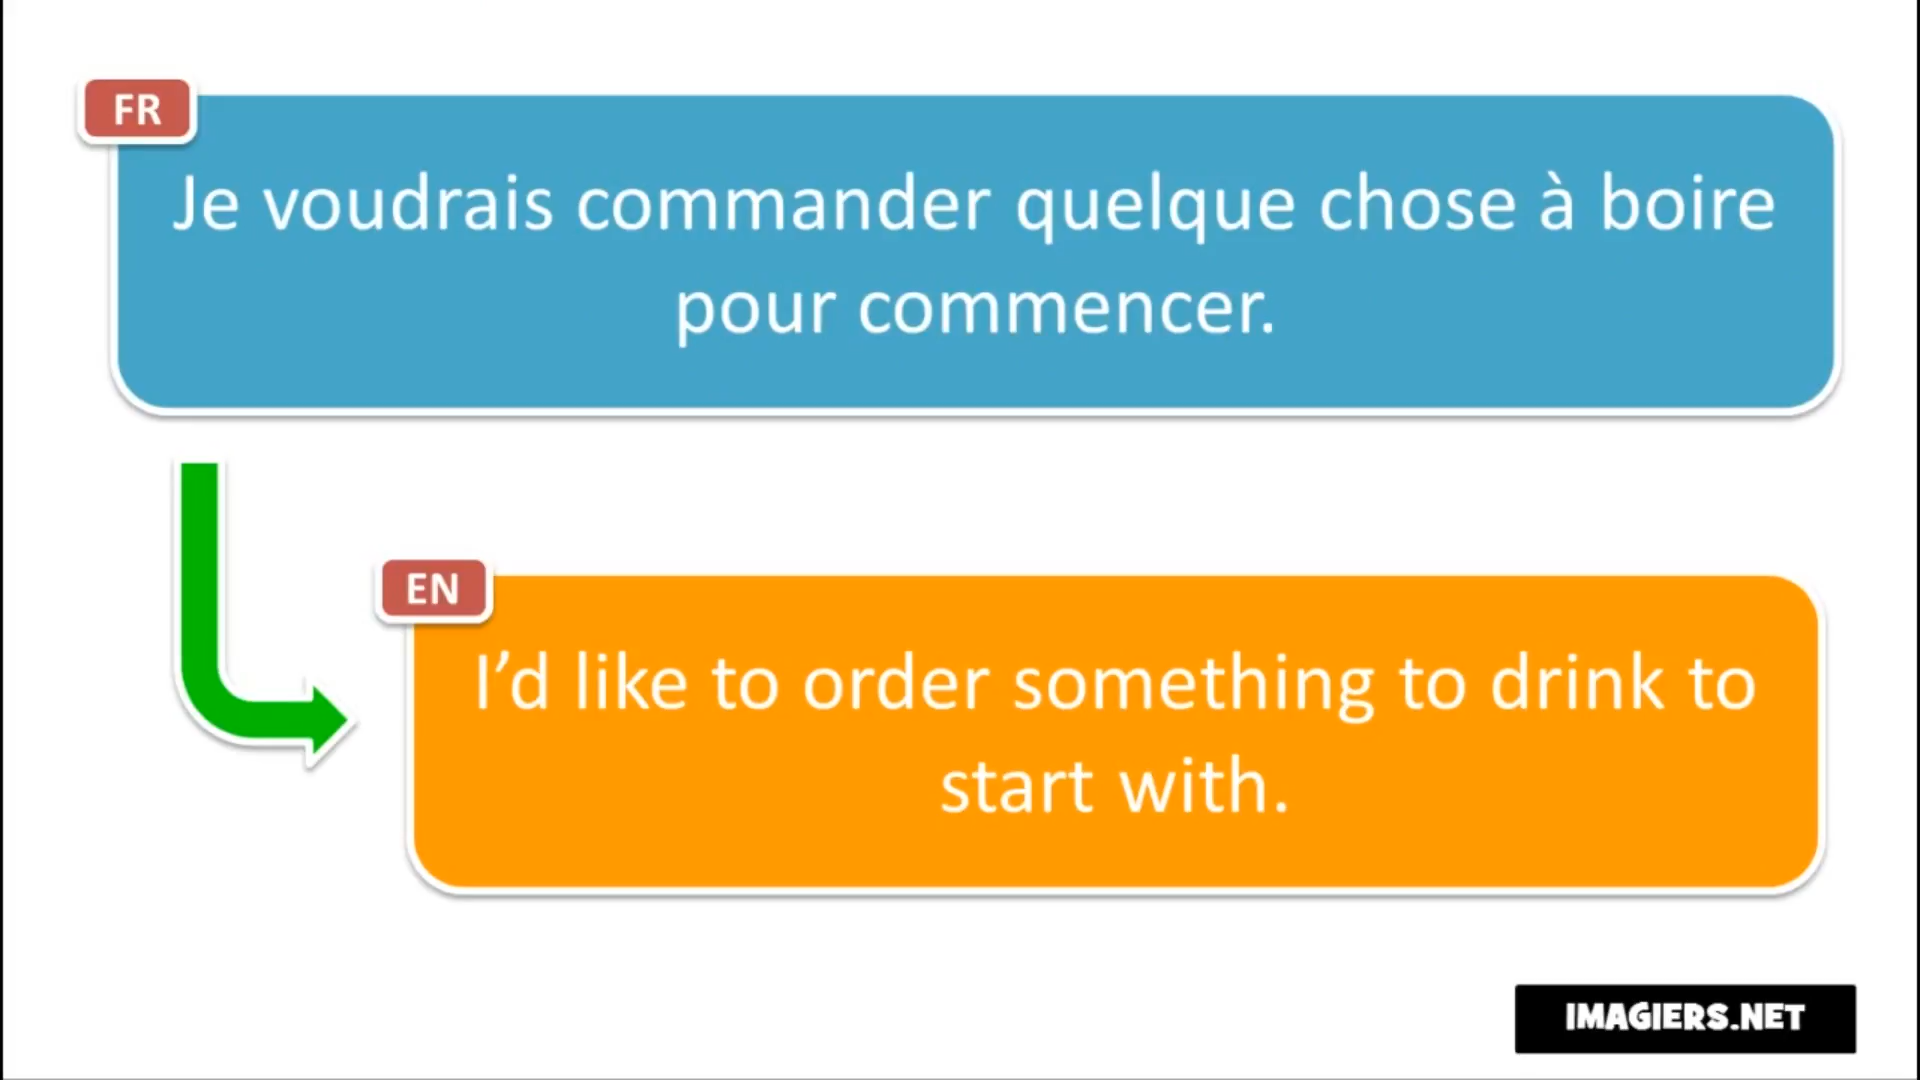 FR
Je voudrais commander quelque chose à boire
pour commencer.
EN
I’d like to order something to drink to
start with.
IMAGIERS.NET